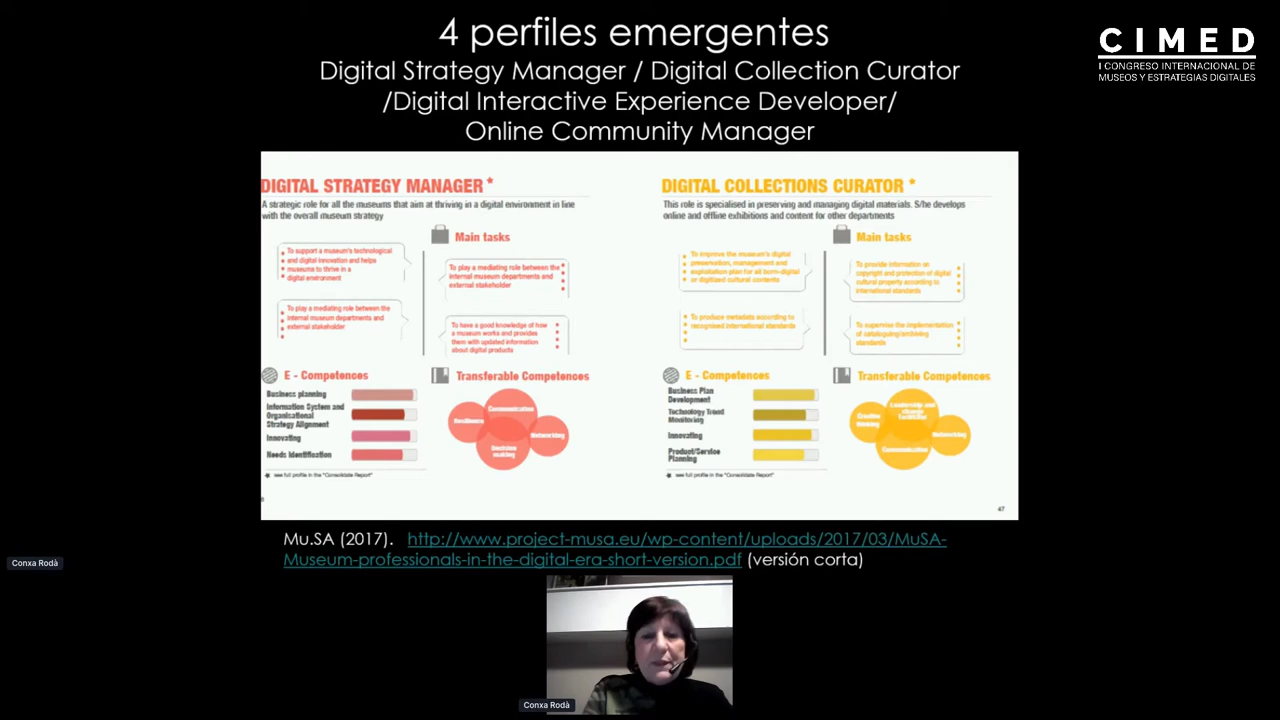 4 perfiles emergentes
Digital Strategy Manager / Digital Collection Curator
/Digital Interactive Experience Developer/
Online Community Manager
CIMED
I CONGRESO INTERNACIONAL DE
MUSEOS Y ESTRATEGIAS DIGITALES
DIGITAL STRATEGY MANAGER *
A strategic role for all the museums that aim at thriving in a digital environment in line
with the overall museum strategy
Main tasks
To support a museum's technological
and digital innovation and helps
museums to thrive in a
digital environment
To play a mediating role between the
internal museum departments and
external stakeholder
To play a mediating role between the
internal museum departments and
external stakeholder
To have a good knowledge of how
a museum works and provides
them with updated information
about digital products
E - Competences
Business planning
Information System and
Organisational
Strategy Alignment
Innovating
Needs Identification
Transferable Competences
Communication
Resilience
Networking
Decision
making
* see full profile in the "Consolidate Report"
8
DIGITAL COLLECTIONS CURATOR *
This role is specialised in preserving and managing digital materials. S/he develops
online and offline exhibitions and content for other departments
Main tasks
To improve the museum's digital
preservation, management and
exploitation plan for all born-digital
or digitized cultural contents
To provide information on
copyright and protection of digital
cultural property according to
international standards
To produce metadata according to
recognised international standards
To supervise the implementation
of cataloguing/archiving
standards
E - Competences
Business Plan
Development
Technology Trend
Monitoring
Innovating
Product/Service
Planning
Transferable Competences
Leadership and
change
facilitator
Creative
thinking
Networking
Communication
* see full profile in the "Consolidate Report"
47
Mu.SA (2017). http://www.project-musa.eu/wp-content/uploads/2017/03/MuSA-
Museum-professionals-in-the-digital-era-short-version.pdf (versión corta)
Conxa Rodà
Conxa Rodà